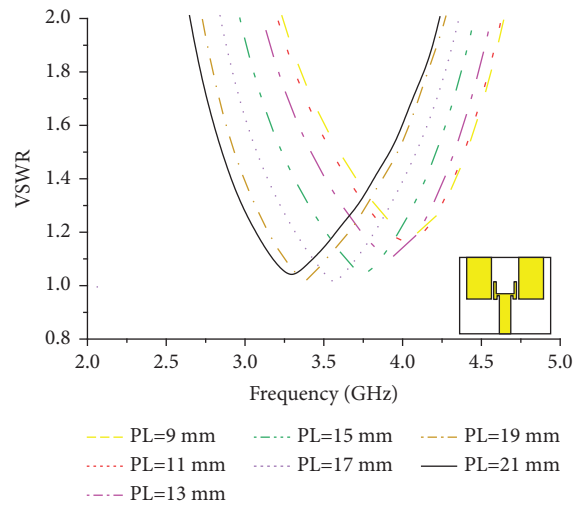 2.0
1.8
1.6
1.4
1.2
1.0
0.8
VSWR
2.0 2.5 3.0 3.5 4.0 4.5 5.0
Frequency (GHz)
PL=9 mm PL=15 mm PL=19 mm
PL=11 mm PL=17 mm PL=21 mm
PL=13 mm